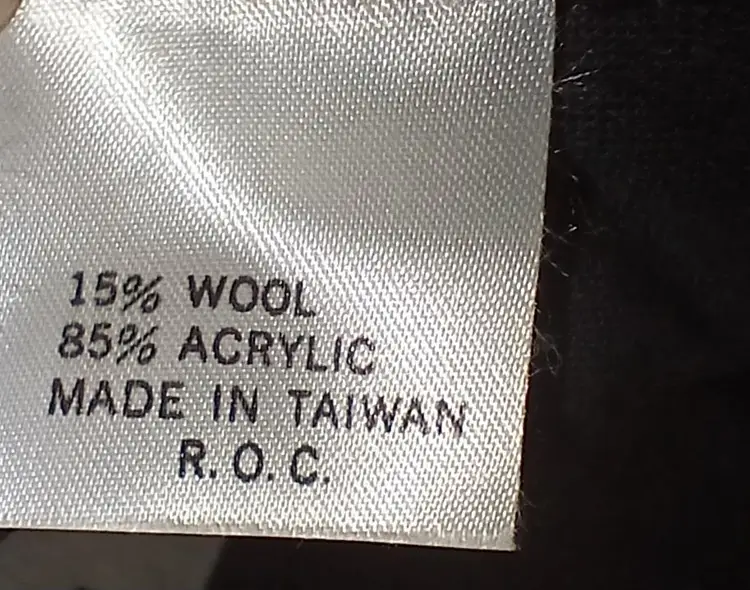 15% WOOL
85% ACRYLIC
MADE IN TAIWAN
R. O. C.